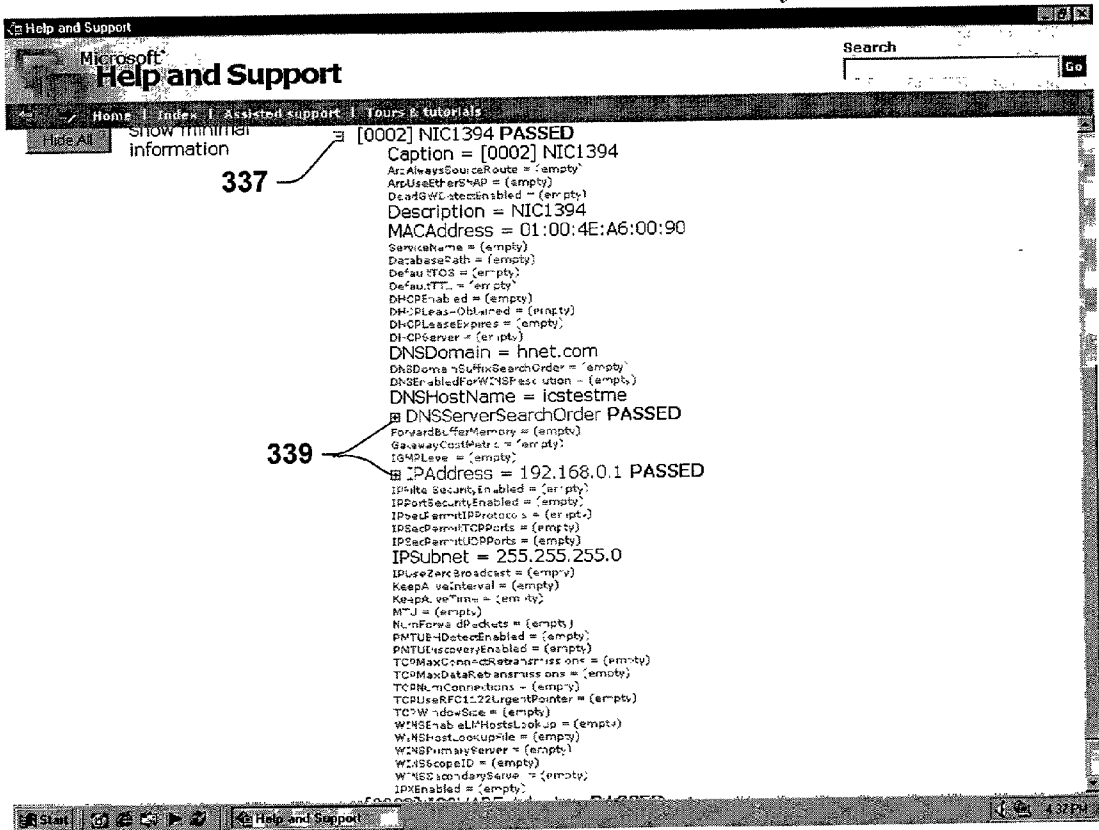 Help and Support
Microsoft
Help and Support
Search
Go
Home | Index | Assisted support | Tours & tutorials
Hide All
show minimal
information
337
[0002] NIC1394 PASSED
Caption = [0002] NIC1394
ArpAlwaysSourceRoute = (empty)
ArpUseEtherSNAP = (empty)
DeadGWDetectEnabled = (empty)
Description = NIC1394
MACAddress = 01:00:4E:A6:00:90
ServiceName = (empty)
DatabasePath = (empty)
DefaultTOS = (empty)
DefaultTTL = (empty)
DHCPEnabled = (empty)
DHCPLeaseObtained = (empty)
DHCPLeaseExpires = (empty)
DHCPServer = (empty)
DNSDomain = hnet.com
DNSDomainSuffixSearchOrder = (empty)
DNSEnabledForWINSResolution = (empty)
DNSHostName = icstestme
DNSServerSearchOrder PASSED
339
ForwardBufferMemory = (empty)
GatewayCostMetric = (empty)
IGMPLevel = (empty)
IPAddress = 192.168.0.1 PASSED
IPFilterSecurityEnabled = (empty)
IPPortSecurityEnabled = (empty)
IPSecPermitIPProtocols = (empty)
IPSecPermitTCPPorts = (empty)
IPSecPermitUDPPorts = (empty)
IPSubnet = 255.255.255.0
IPUseZeroBroadcast = (empty)
KeepAliveInterval = (empty)
KeepAliveTime = (empty)
MTU = (empty)
NumForwardPackets = (empty)
PMTUBHDetectEnabled = (empty)
PMTUDiscoveryEnabled = (empty)
TCPMaxConnectRetransmissions = (empty)
TCPMaxDataRetransmissions = (empty)
TCPNumConnections = (empty)
TCPUseRFC1122UrgentPointer = (empty)
TCPWindowSize = (empty)
WINSEnableLMHostsLookup = (empty)
WINSHostLookupFile = (empty)
WINSPrimaryServer = (empty)
WINSScopeID = (empty)
WINSSecondaryServer = (empty)
IPXEnabled = (empty)
Start
Help and Support
4:37 PM